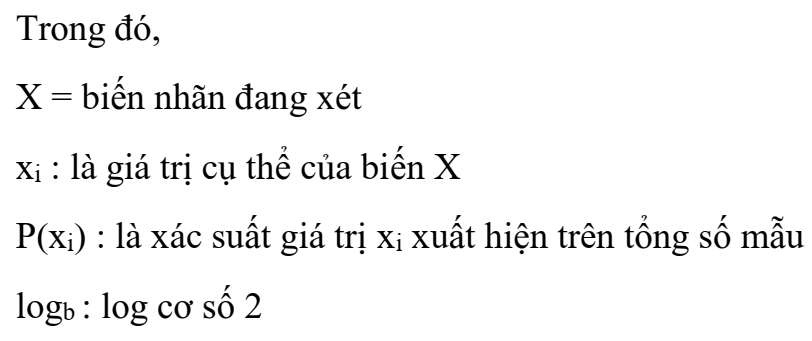 Trong đó,
X = biến nhãn đang xét
xᵢ : là giá trị cụ thể của biến X
P(xᵢ) : là xác suất giá trị xᵢ xuất hiện trên tổng số mẫu
log_b : log cơ số 2